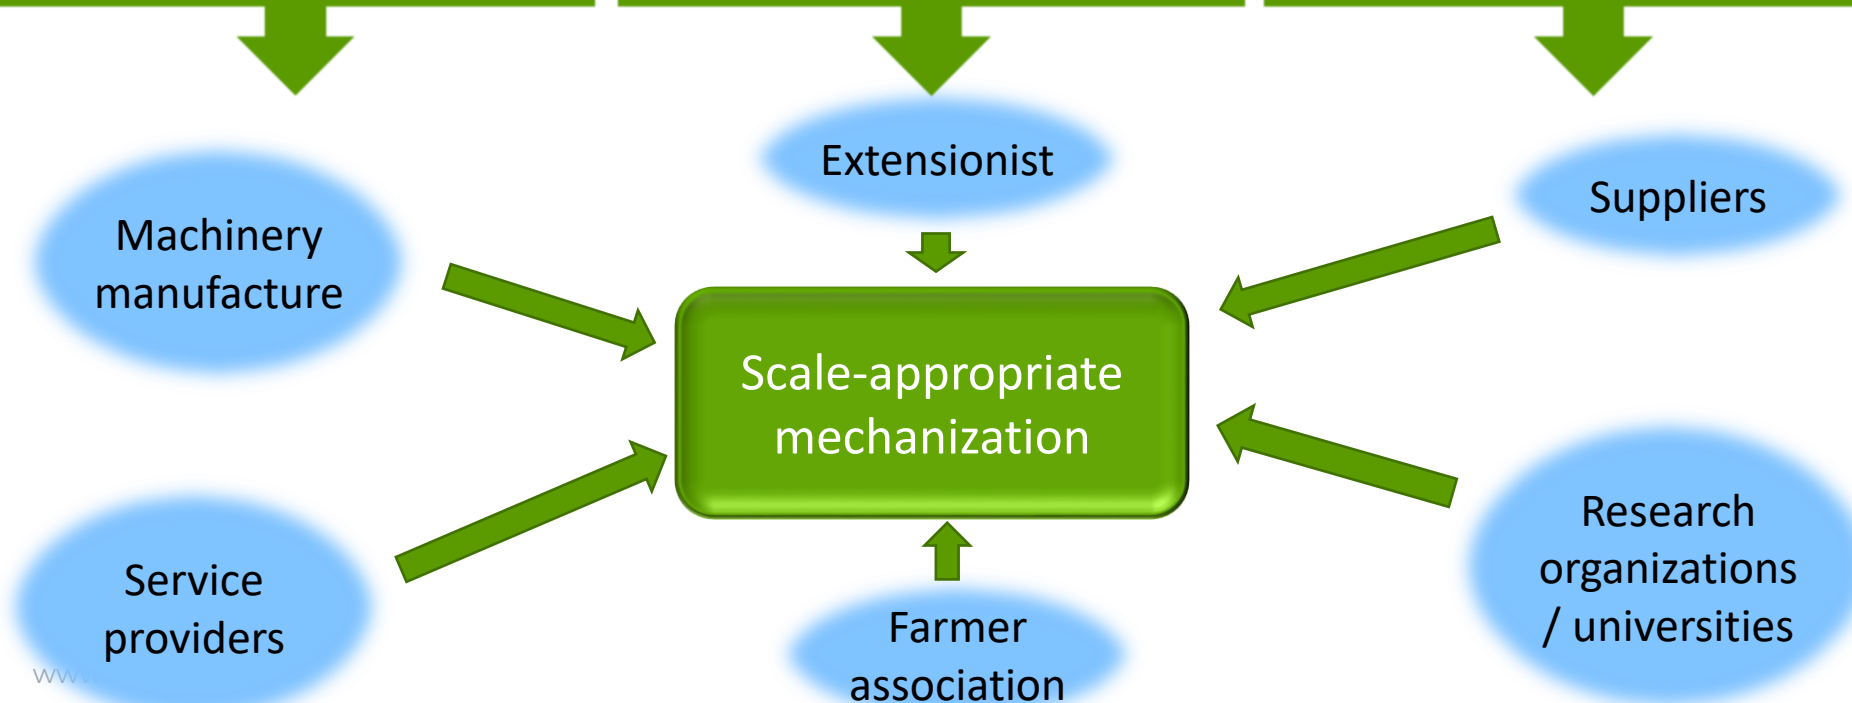 Extensionist
Suppliers
Machinery
manufacture
Scale-appropriate
mechanization
Research
organizations
/ universities
Service
providers
Farmer
association